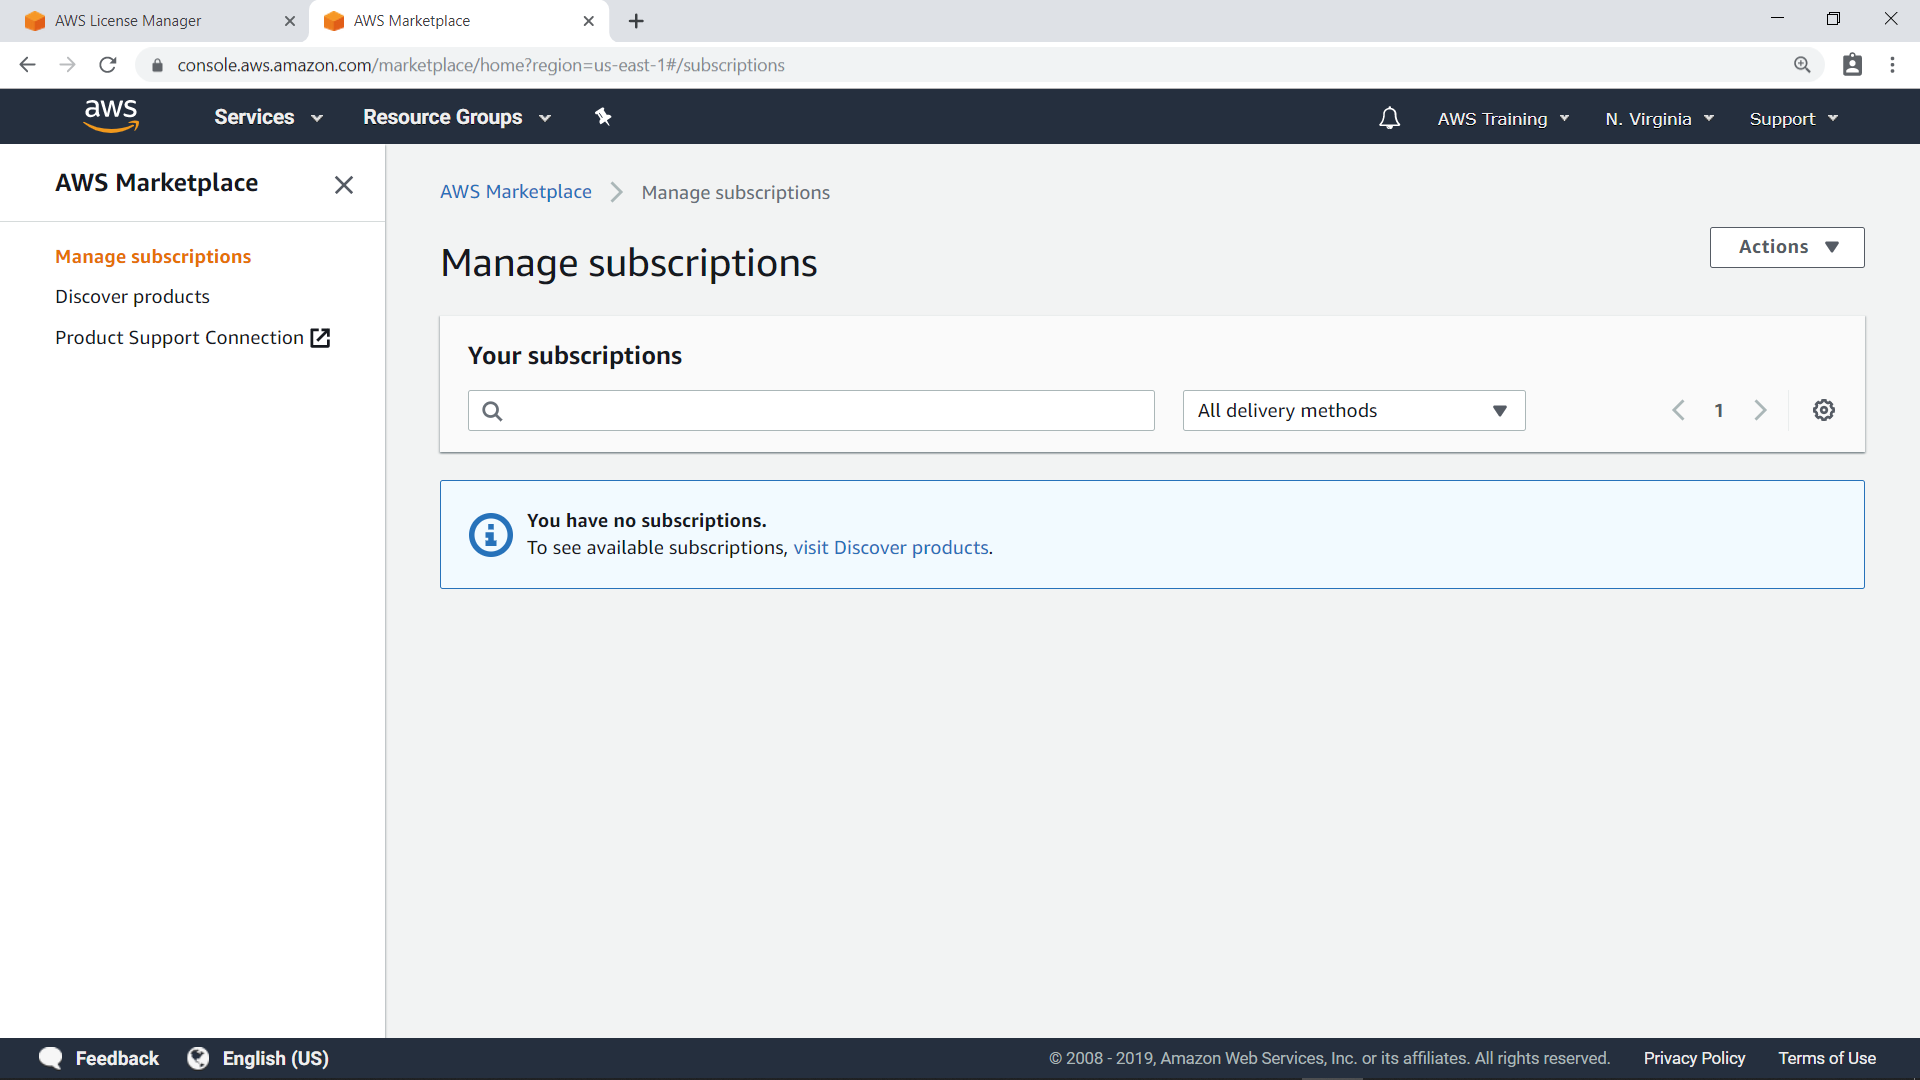 AWS License Manager
AWS Marketplace
console.aws.amazon.com/marketplace/home?region=us-east-1#/subscriptions
aws
Services
Resource Groups
AWS Training
N. Virginia
Support
AWS Marketplace
Manage subscriptions
Discover products
Product Support Connection
AWS Marketplace
Manage subscriptions
Manage subscriptions
Actions
Your subscriptions
All delivery methods
1
You have no subscriptions.
To see available subscriptions, visit Discover products.
Feedback
English (US)
© 2008 - 2019, Amazon Web Services, Inc. or its affiliates. All rights reserved.
Privacy Policy
Terms of Use